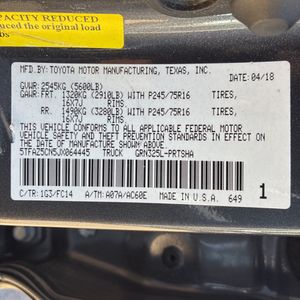 CAPACITY REDUCED
duced the original load
ds
MFD.BY:TOYOTA MOTOR MANUFACTURING, TEXAS, INC.
DATE: 04/18
GVWR:2545KG (5600LB)
GAWR:FRT. 1320KG (2910LB) WITH P245/75R16 TIRES,
16X7J RIMS
RR. 1490KG (3280LB) WITH P245/75R16 TIRES,
16X7J RIMS
THIS VEHICLE CONFORMS TO ALL APPLICABLE FEDERAL MOTOR
VEHICLE SAFETY AND THEFT PREVENTION STANDARDS IN EFFECT ON
THE DATE OF MANUFACTURE SHOWN ABOVE.
5TFAZ5CN5JX064445 TRUCK GRN325L-PRTSHA
C/TR:1G3/FC14 A/TM:A07A/AC60E MADE IN U.S.A. 649
1